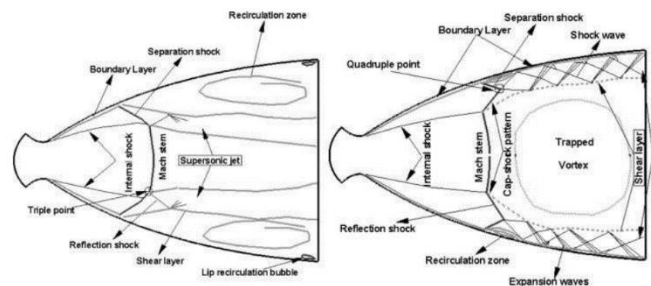 Recirculation zone
Separation shock
Boundary Layer
Internal shock
Mach stem
Supersonic jet
Triple point
Reflection shock
Shear layer
Lip recirculation bubble
Separation shock
Boundary Layer
Shock wave
Quadruple point
Internal shock
Mach stem
Cap-shock pattern
Trapped
Vortex
Shear layer
Reflection shock
Recirculation zone
Expansion waves